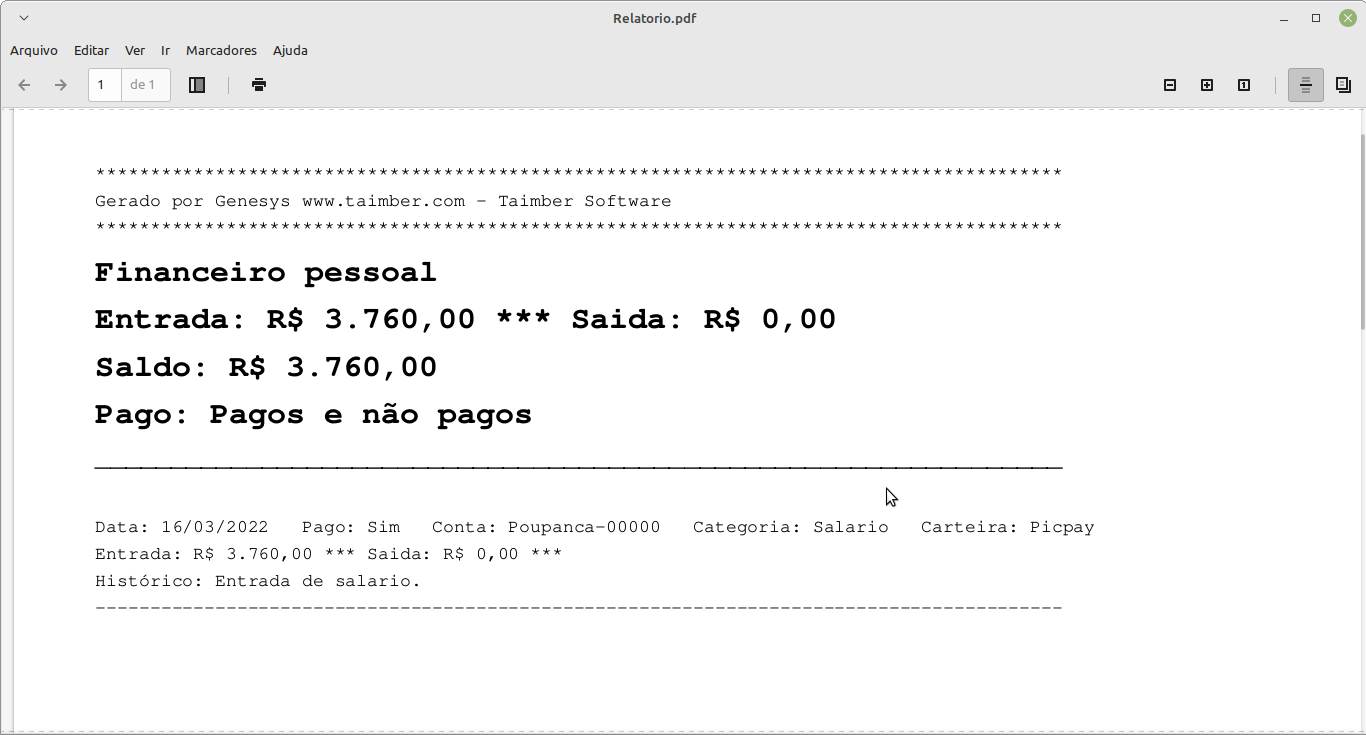 Relatorio.pdf
Arquivo Editar Ver Ir Marcadores Ajuda
1 de 1
****************************************************************************************
Gerado por Genesys www.taimber.com - Taimber Software
****************************************************************************************
Financeiro pessoal
Entrada: R$ 3.760,00 *** Saida: R$ 0,00
Saldo: R$ 3.760,00
Pago: Pagos e não pagos
Data: 16/03/2022 Pago: Sim Conta: Poupanca-00000 Categoria: Salario Carteira: Picpay
Entrada: R$ 3.760,00 *** Saida: R$ 0,00 ***
Histórico: Entrada de salario.
----------------------------------------------------------------------------------------